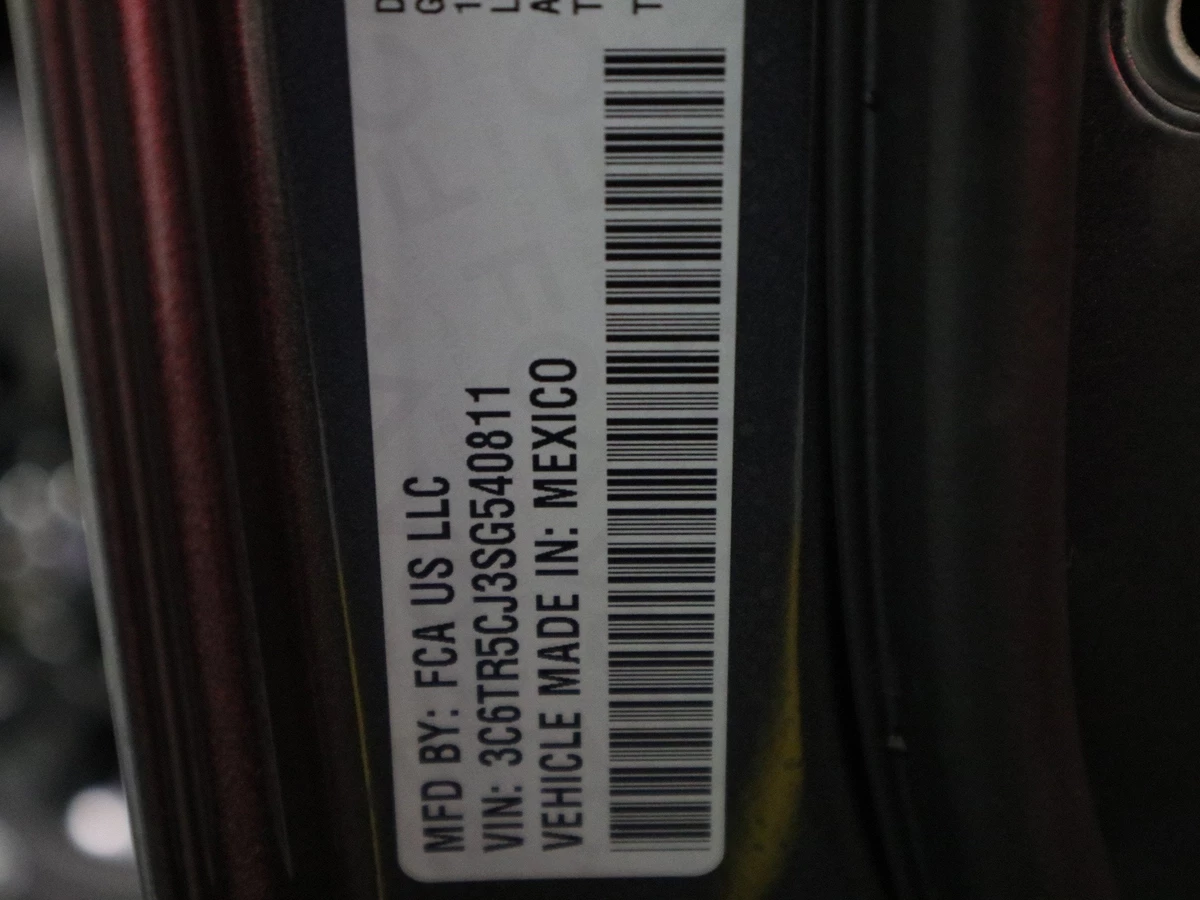 MFD BY: FCA US LLC
VIN: 3C6TR5CJ3SG540811
VEHICLE MADE IN: MEXICO